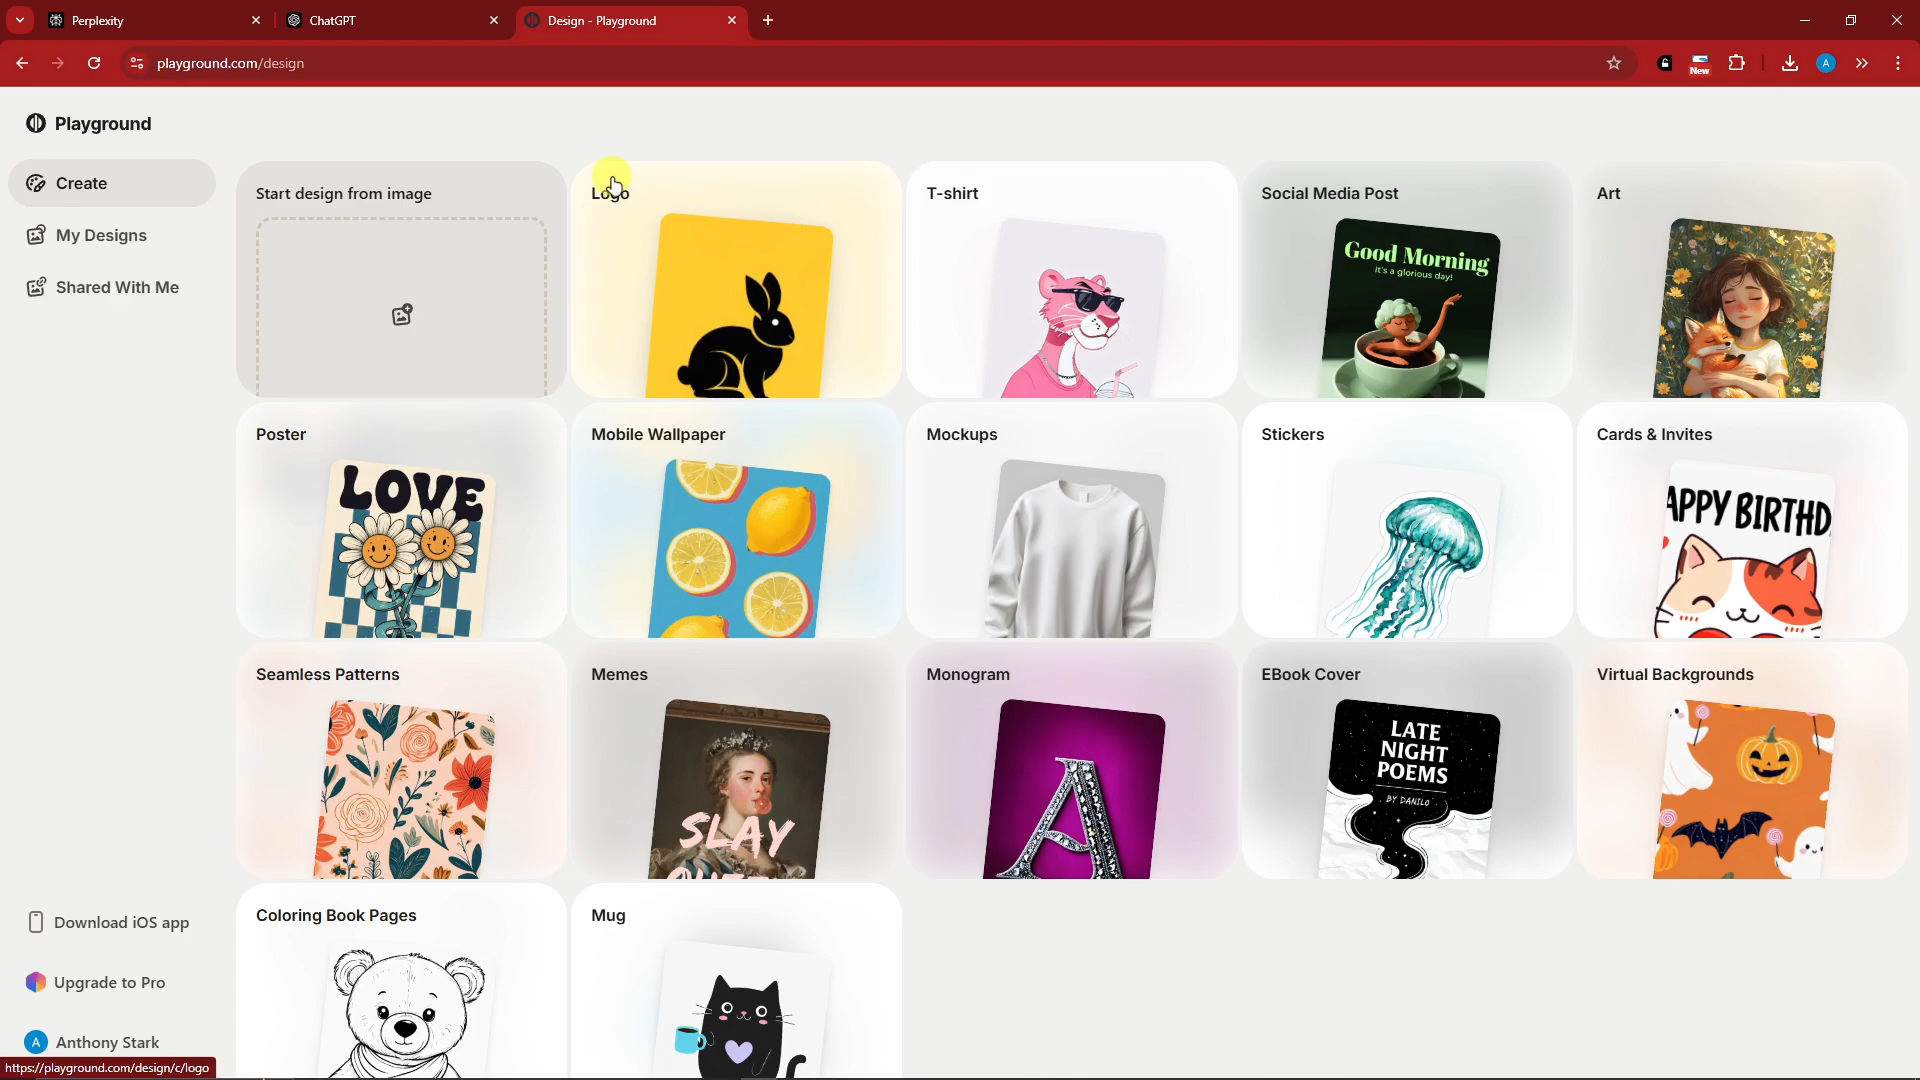 Perplexity
ChatGPT
Design - Playground
playground.com/design
New
A
Playground
Create
My Designs
Shared With Me
Start design from image
Logo
T-shirt
Social Media Post
Good Morning
It's a glorious day!
Art
Poster
LOVE
Mobile Wallpaper
Mockups
Stickers
Cards & Invites
APPY BIRTHD
Seamless Patterns
Memes
SLAY
Monogram
A
EBook Cover
LATE
NIGHT
POEMS
BY DANILO
Virtual Backgrounds
Coloring Book Pages
Mug
Download iOS app
Upgrade to Pro
A
Anthony Stark
https://playground.com/design/c/logo